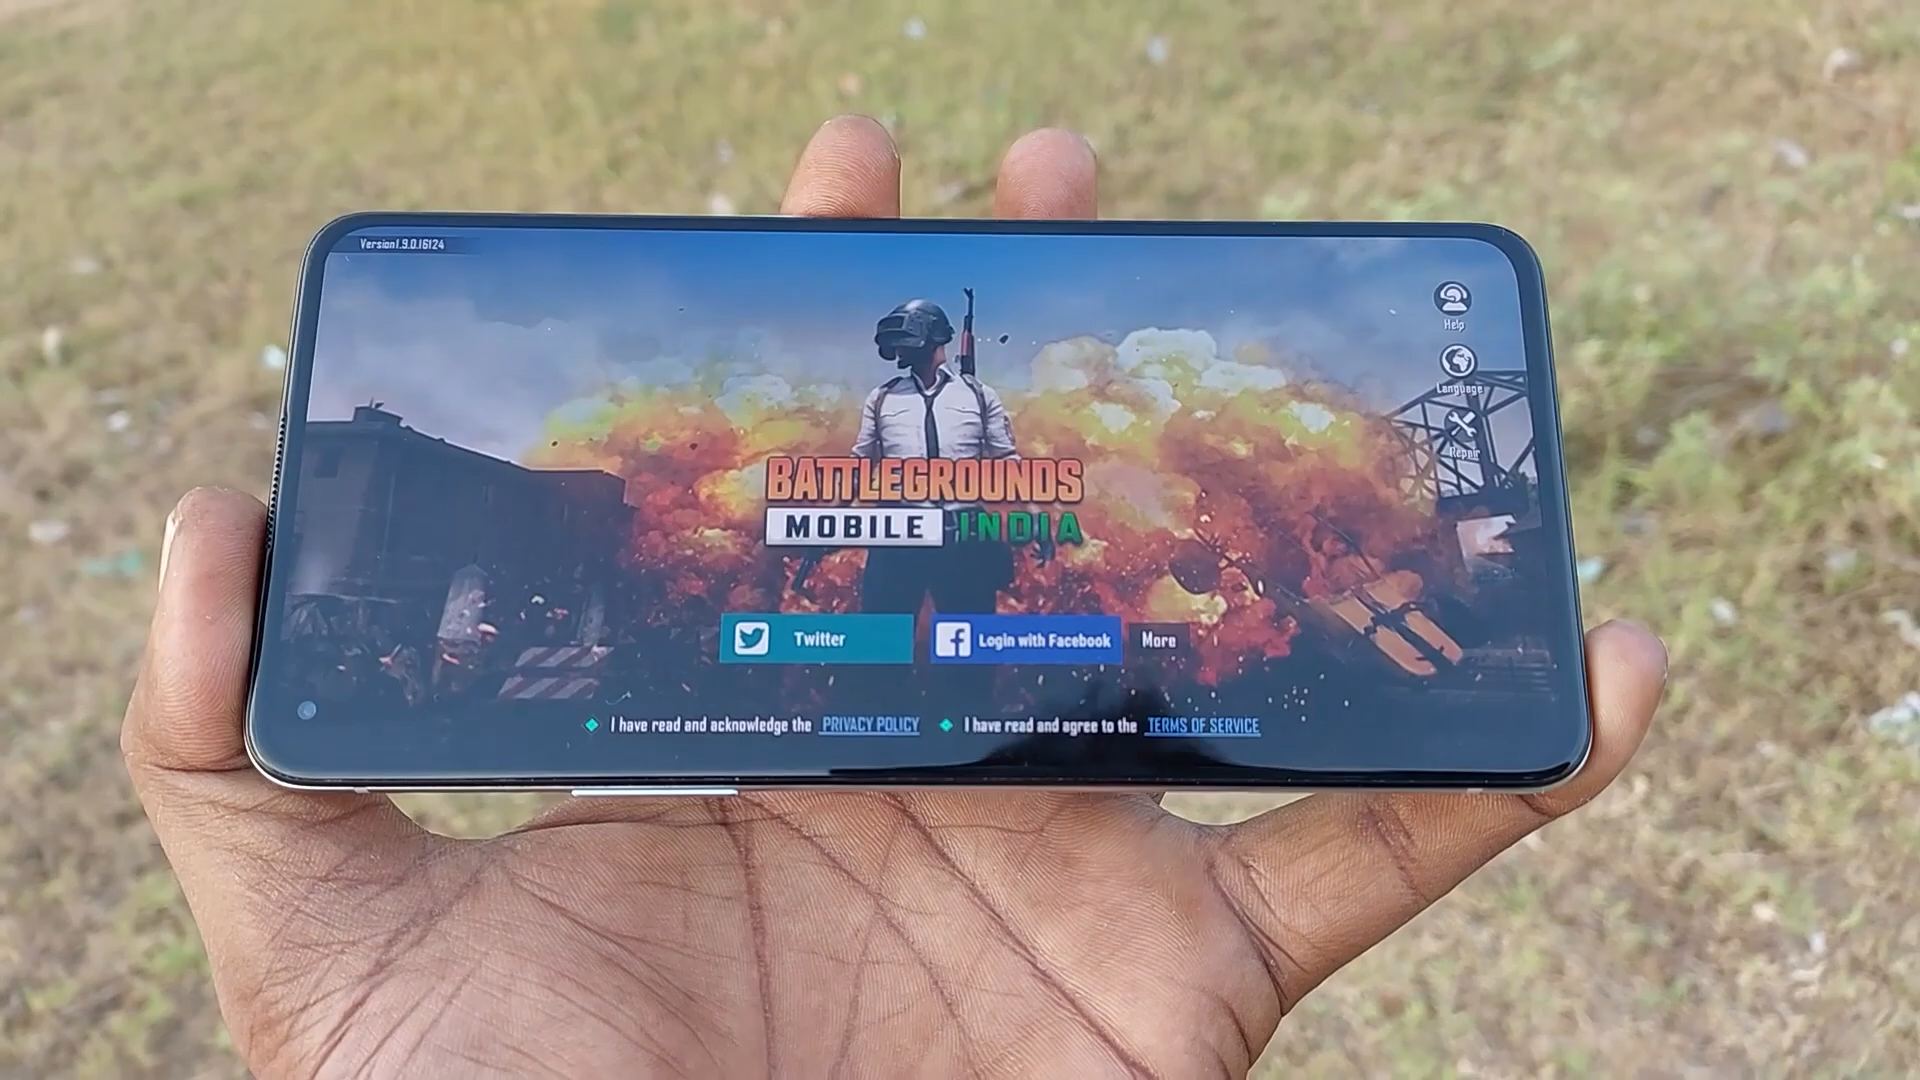 Version1.9.0.16124
Help
Language
Repair
BATTLEGROUNDS
MOBILE INDIA
Twitter
Login with Facebook
More
I have read and acknowledge the PRIVACY POLICY
I have read and agree to the TERMS OF SERVICE